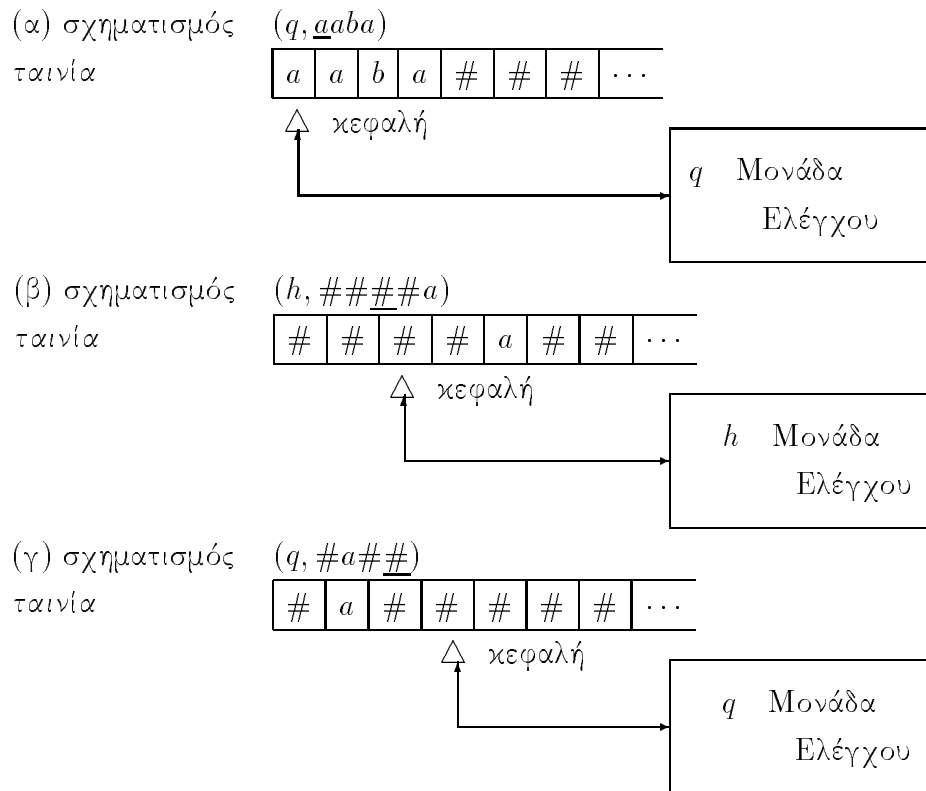 (α) σχηματισμός (q, aaba)
ταινία a a b a # # # ···
κεφαλή
q Μονάδα
Ελέγχου
(β) σχηματισμός (h, ####a)
ταινία # # # # a # # ···
κεφαλή
h Μονάδα
Ελέγχου
(γ) σχηματισμός (q, #a##)
ταινία # a # # # # # ···
κεφαλή
q Μονάδα
Ελέγχου